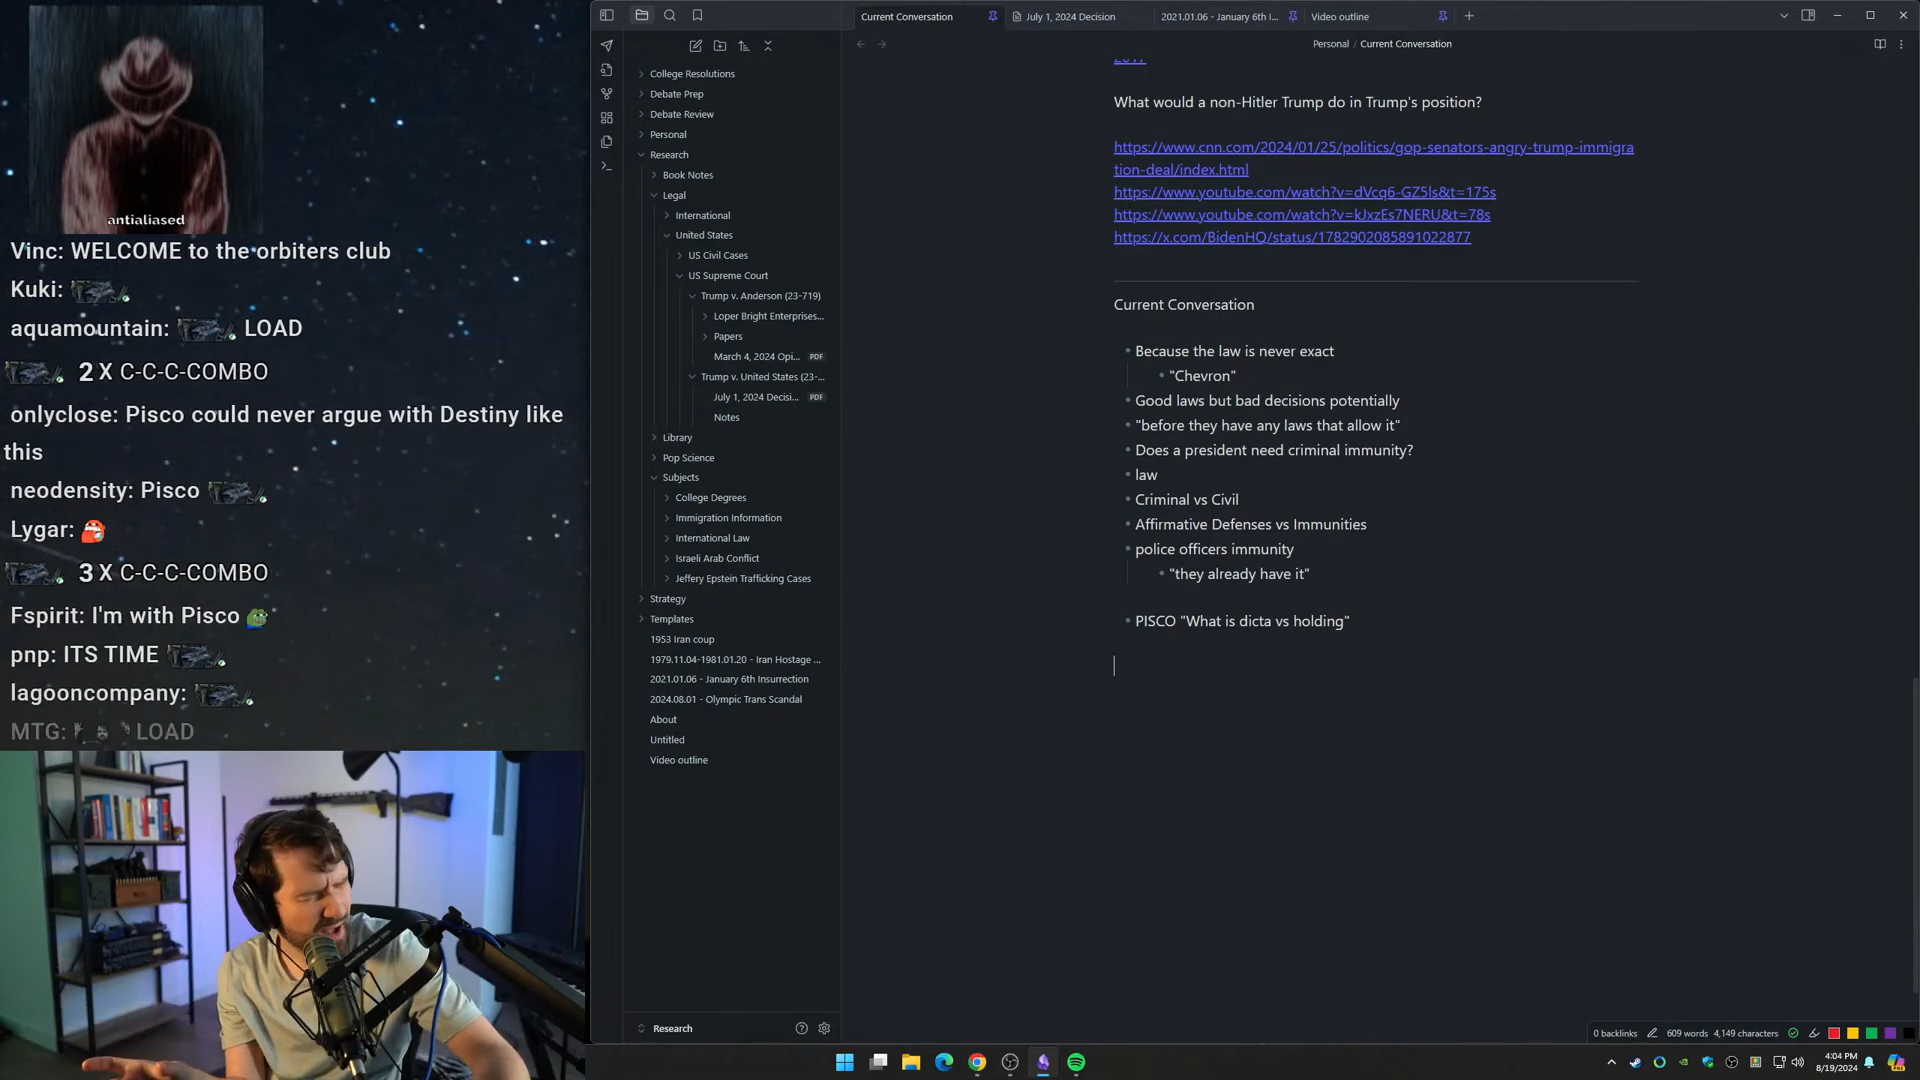 antialiased
Vinc: WELCOME to the orbiters club
Kuki:
aquamountain: LOAD
2 X C-C-C-COMBO
onlyclose: Pisco could never argue with Destiny like
this
neodensity: Pisco
Lygar:
3 X C-C-C-COMBO
Fspirit: I'm with Pisco
pnp: ITS TIME
lagooncompany:
MTG: LOAD
College Resolutions
Debate Prep
Debate Review
Personal
Research
Book Notes
Legal
International
United States
US Civil Cases
US Supreme Court
Trump v. Anderson (23-719)
Loper Bright Enterprises...
Papers
March 4, 2024 Opi... PDF
Trump v. United States (23-...
July 1, 2024 Decisi... PDF
Notes
Library
Pop Science
Subjects
College Degrees
Immigration Information
International Law
Israeli Arab Conflict
Jeffery Epstein Trafficking Cases
Strategy
Templates
1953 Iran coup
1979.11.04-1981.01.20 - Iran Hostage ...
2021.01.06 - January 6th Insurrection
2024.08.01 - Olympic Trans Scandal
About
Untitled
Video outline
Research
Current Conversation
July 1, 2024 Decision
2021.01.06 - January 6th I...
Video outline
Personal / Current Conversation
What would a non-Hitler Trump do in Trump's position?
https://www.cnn.com/2024/01/25/politics/gop-senators-angry-trump-immigra
tion-deal/index.html
https://www.youtube.com/watch?v=dVcq6-GZ5ls&t=175s
https://www.youtube.com/watch?v=kJxzEs7NERU&t=78s
https://x.com/BidenHQ/status/1782902085891022877
Current Conversation
Because the law is never exact
"Chevron"
Good laws but bad decisions potentially
"before they have any laws that allow it"
Does a president need criminal immunity?
law
Criminal vs Civil
Affirmative Defenses vs Immunities
police officers immunity
"they already have it"
PISCO "What is dicta vs holding"
0 backlinks 609 words 4,149 characters
4:04 PM
8/19/2024